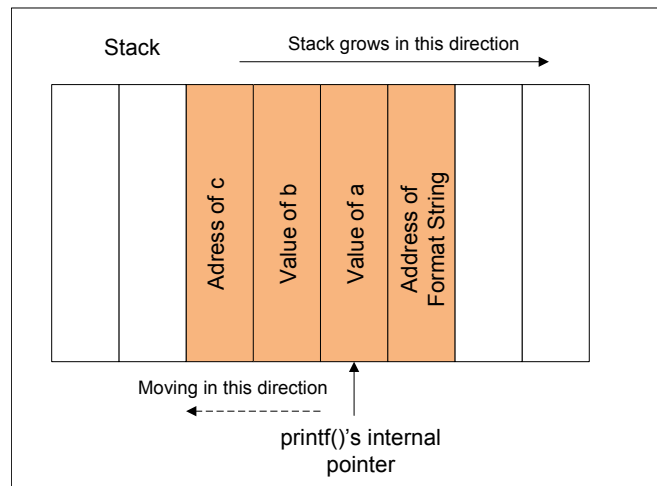 Stack
Stack grows in this direction
Adress of c
Value of b
Value of a
Address of
Format String
Moving in this direction
printf()'s internal
pointer